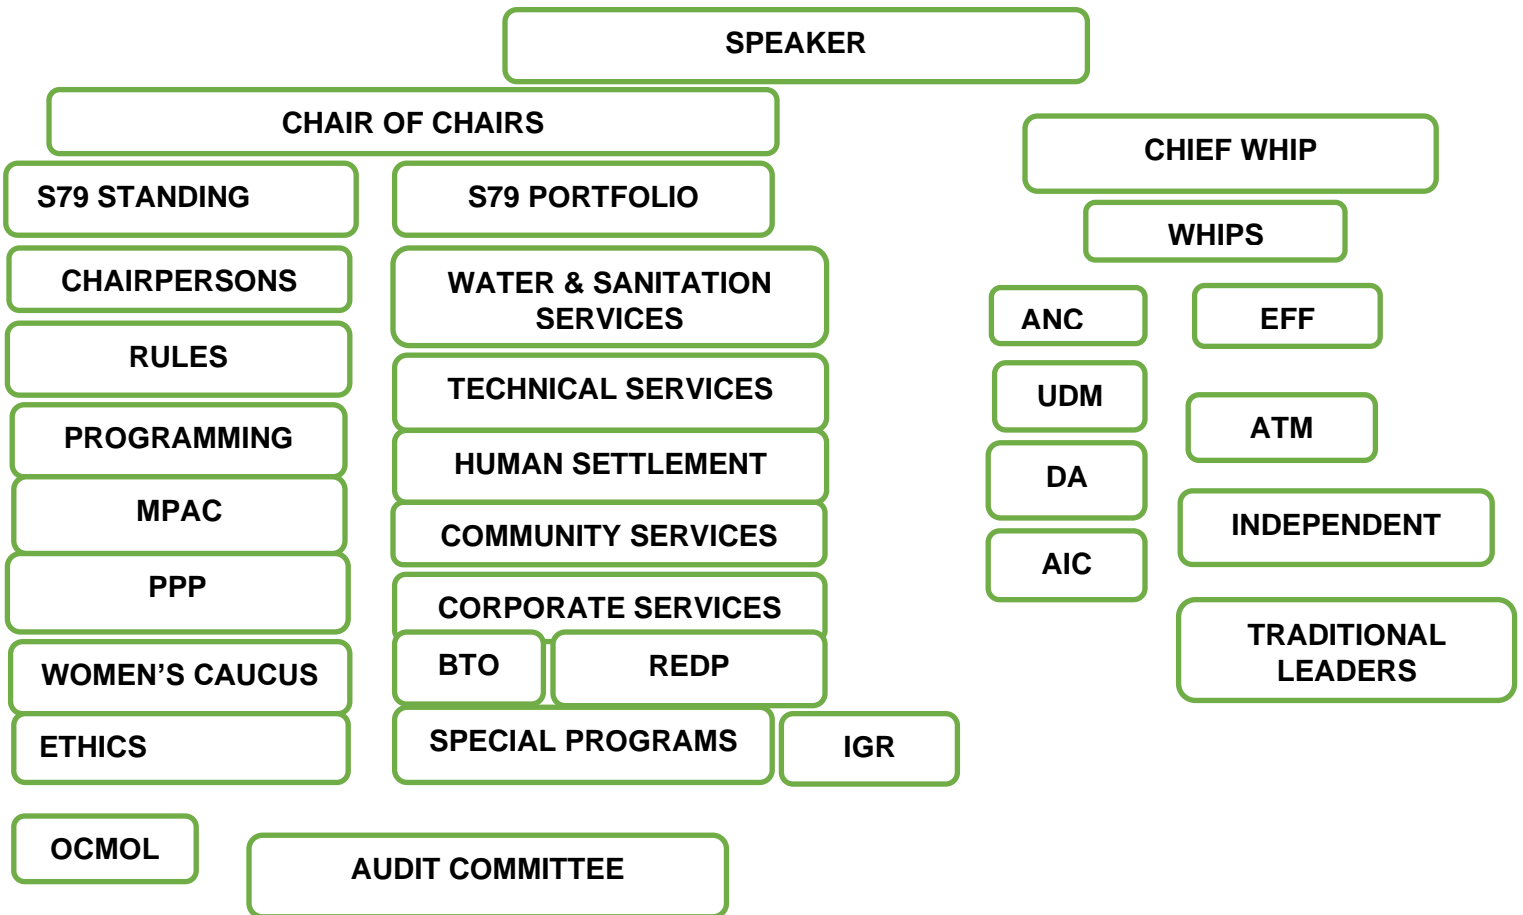 SPEAKER
CHAIR OF CHAIRS
CHIEF WHIP
S79 STANDING
S79 PORTFOLIO
WHIPS
CHAIRPERSONS
WATER & SANITATION
SERVICES
ANC
EFF
RULES
TECHNICAL SERVICES
UDM
ATM
PROGRAMMING
HUMAN SETTLEMENT
DA
MPAC
COMMUNITY SERVICES
INDEPENDENT
AIC
PPP
CORPORATE SERVICES
TRADITIONAL
LEADERS
WOMEN’S CAUCUS
BTO
REDP
ETHICS
SPECIAL PROGRAMS
IGR
OCMOL
AUDIT COMMITTEE